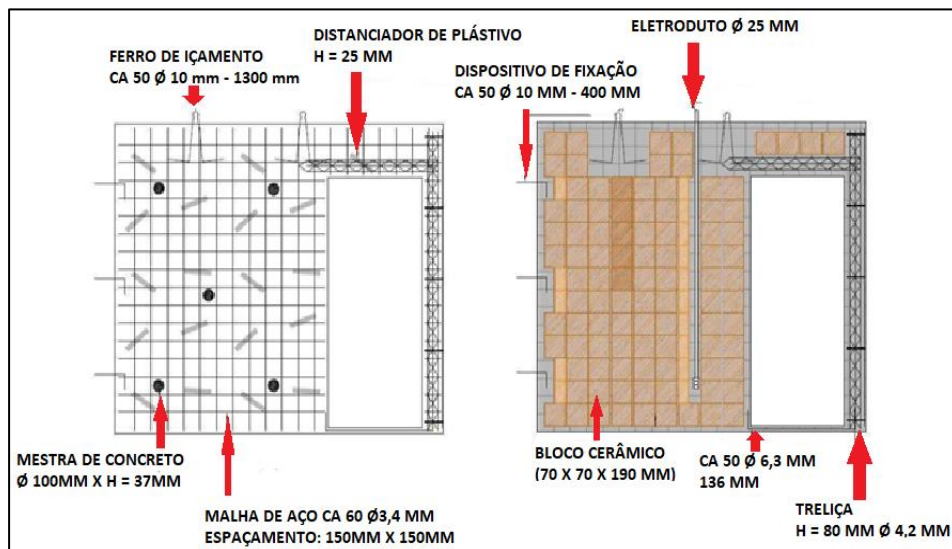 FERRO DE IÇAMENTO
CA 50 Ø 10 mm - 1300 mm
DISTANCIADOR DE PLÁSTIVO
H = 25 MM
ELETRODUTO Ø 25 MM
DISPOSITIVO DE FIXAÇÃO
CA 50 Ø 10 MM - 400 MM
MESTRA DE CONCRETO
Ø 100MM X H = 37MM
MALHA DE AÇO CA 60 Ø3,4 MM
ESPAÇAMENTO: 150MM X 150MM
BLOCO CERÂMICO
(70 X 70 X 190 MM)
CA 50 Ø 6,3 MM
136 MM
TRELIÇA
H = 80 MM Ø 4,2 MM